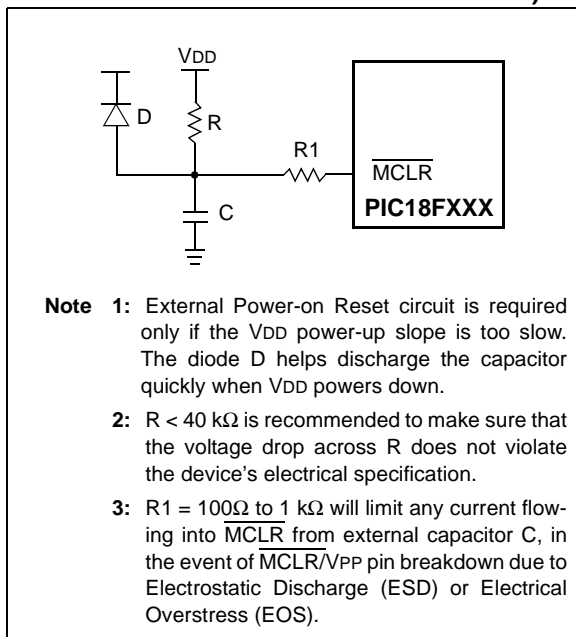 VDD
D
R
R1
MCLR
C
PIC18FXXX
Note 1: External Power-on Reset circuit is required
only if the VDD power-up slope is too slow.
The diode D helps discharge the capacitor
quickly when VDD powers down.
2: R < 40 kΩ is recommended to make sure that
the voltage drop across R does not violate
the device's electrical specification.
3: R1 = 100Ω to 1 kΩ will limit any current flow-
ing into MCLR from external capacitor C, in
the event of MCLR/VPP pin breakdown due to
Electrostatic Discharge (ESD) or Electrical
Overstress (EOS).